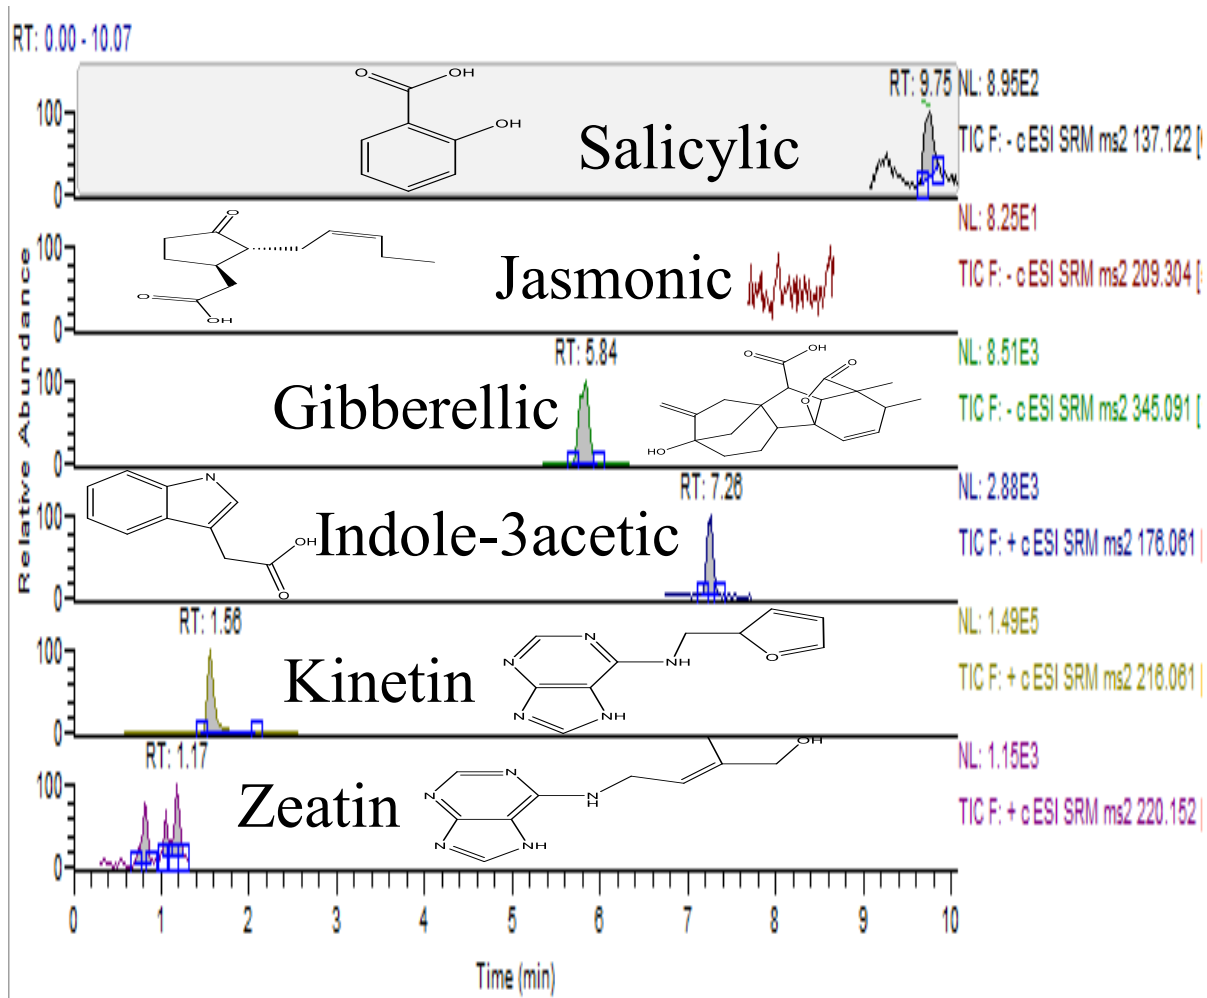 RT: 0.00 - 10.07
RT: 9.75
NL: 8.95E2
TIC F: - c ESI SRM ms2 137.122 [
Salicylic
O
OH
OH
100
0
NL: 8.25E1
TIC F: - c ESI SRM ms2 209.304 [
Jasmonic
O
O
OH
100
0
RT: 5.84
NL: 8.51E3
TIC F: - c ESI SRM ms2 345.091 [
Gibberellic
O
OH
O
O
HO
100
0
RT: 7.26
NL: 2.88E3
TIC F: + c ESI SRM ms2 176.061
Indole-3acetic
N
OH
O
100
0
RT: 1.56
NL: 1.49E5
TIC F: + c ESI SRM ms2 216.061
Kinetin
N
N
NH
O
N
NH
100
0
RT: 1.17
NL: 1.15E3
TIC F: + c ESI SRM ms2 220.152
Zeatin
N
N
N
H
OH
N
NH
100
0
Relative Abundance
0 1 2 3 4 5 6 7 8 9 10
Time (min)